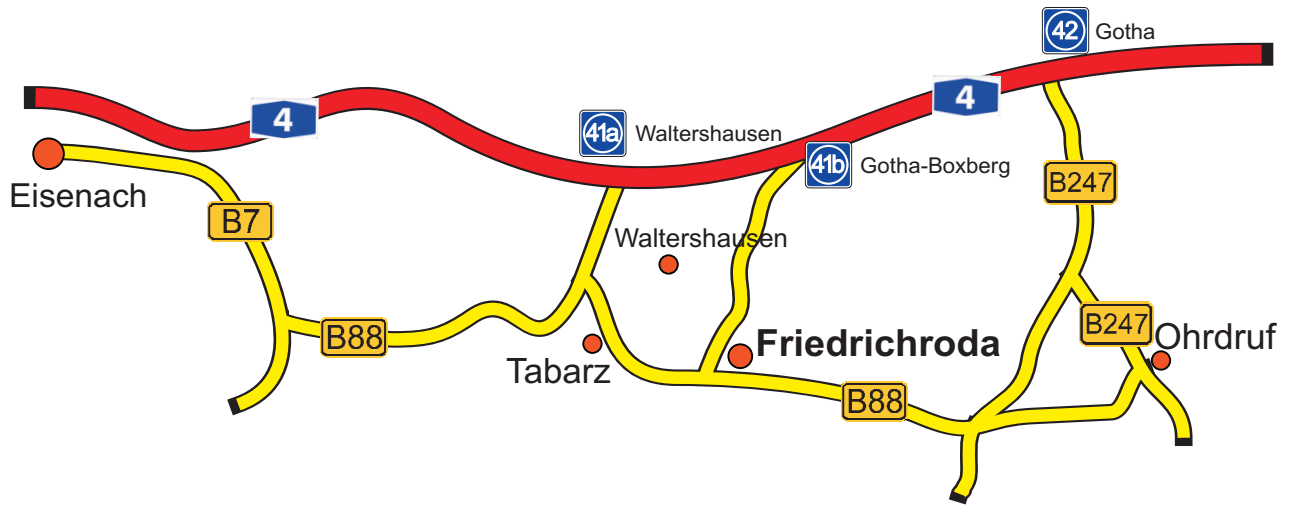 42 Gotha
4
4
41a Waltershausen
41b Gotha-Boxberg
Eisenach
B247
B7
Waltershausen
B88
B247
Ohrdruf
Friedrichroda
Tabarz
B88